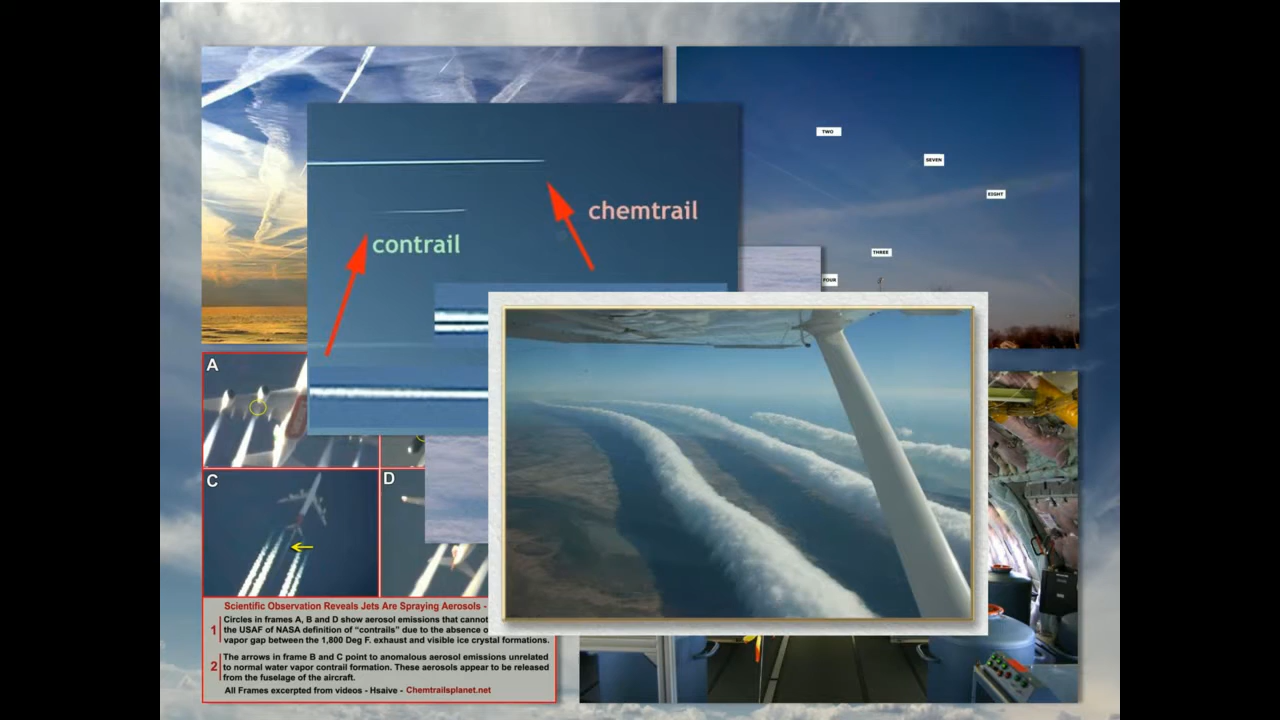 TWO
SEVEN
EIGHT
chemtrail
contrail
THREE
FOUR
A
C
D
Scientific Observation Reveals Jets Are Spraying Aerosols -
1
Circles in frames A, B and D show aerosol emissions that cannot
the USAF of NASA definition of “contrails” due to the absence o
vapor gap between the 1,800 Deg F. exhaust and visible ice crystal formations.
2
The arrows in frame B and C point to anomalous aerosol emissions unrelated
to normal water vapor contrail formation. These aerosols appear to be released
from the fuselage of the aircraft.
All Frames excerpted from videos - Hsaive - Chemtrailsplanet.net